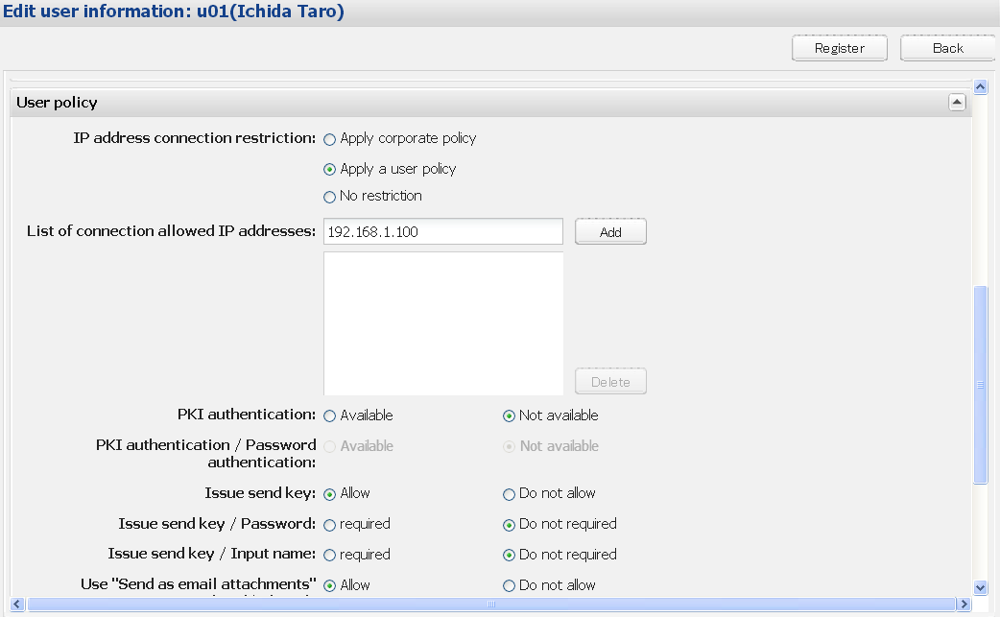 Edit user information: u01(Ichida Taro)
Register Back
User policy
IP address connection restriction: Apply corporate policy
Apply a user policy
No restriction
List of connection allowed IP addresses: 192.168.1.100 Add
Delete
PKI authentication: Available Not available
PKI authentication / Password Available Not available
authentication:
Issue send key: Allow Do not allow
Issue send key / Password: required Do not required
Issue send key / Input name: required Do not required
Use "Send as email attachments" Allow Do not allow